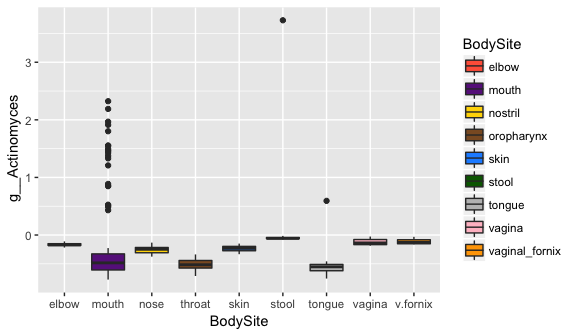 g__Actinomyces
3
2
1
0
elbow mouth nose throat skin stool tongue vagina v.fornix
BodySite
BodySite
elbow
mouth
nostril
oropharynx
skin
stool
tongue
vagina
vaginal_fornix